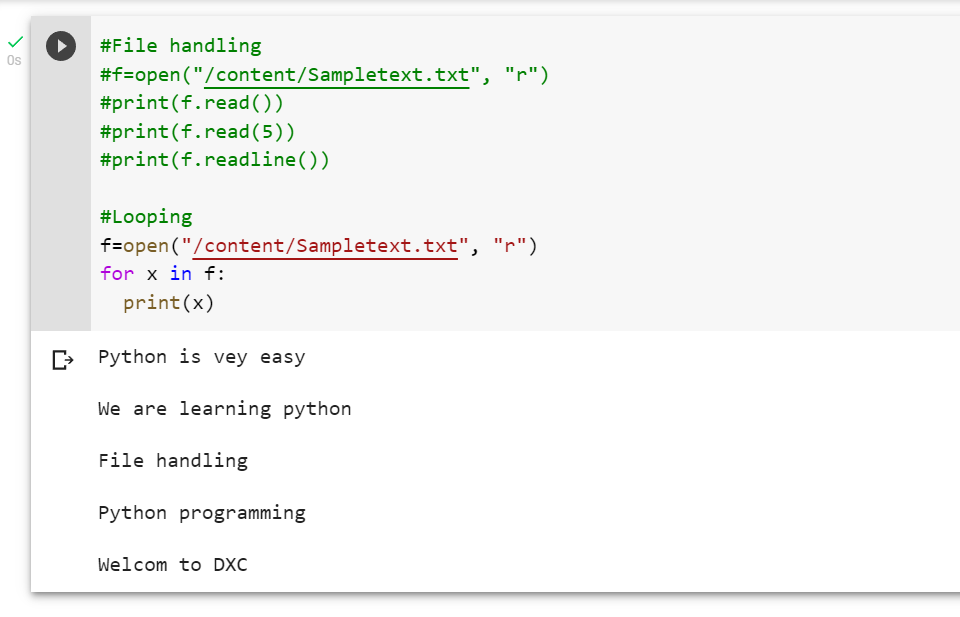 0s
#File handling
#f=open("/content/Sampletext.txt", "r")
#print(f.read())
#print(f.read(5))
#print(f.readline())
#Looping
f=open("/content/Sampletext.txt", "r")
for x in f:
  print(x)
Python is vey easy
We are learning python
File handling
Python programming
Welcom to DXC